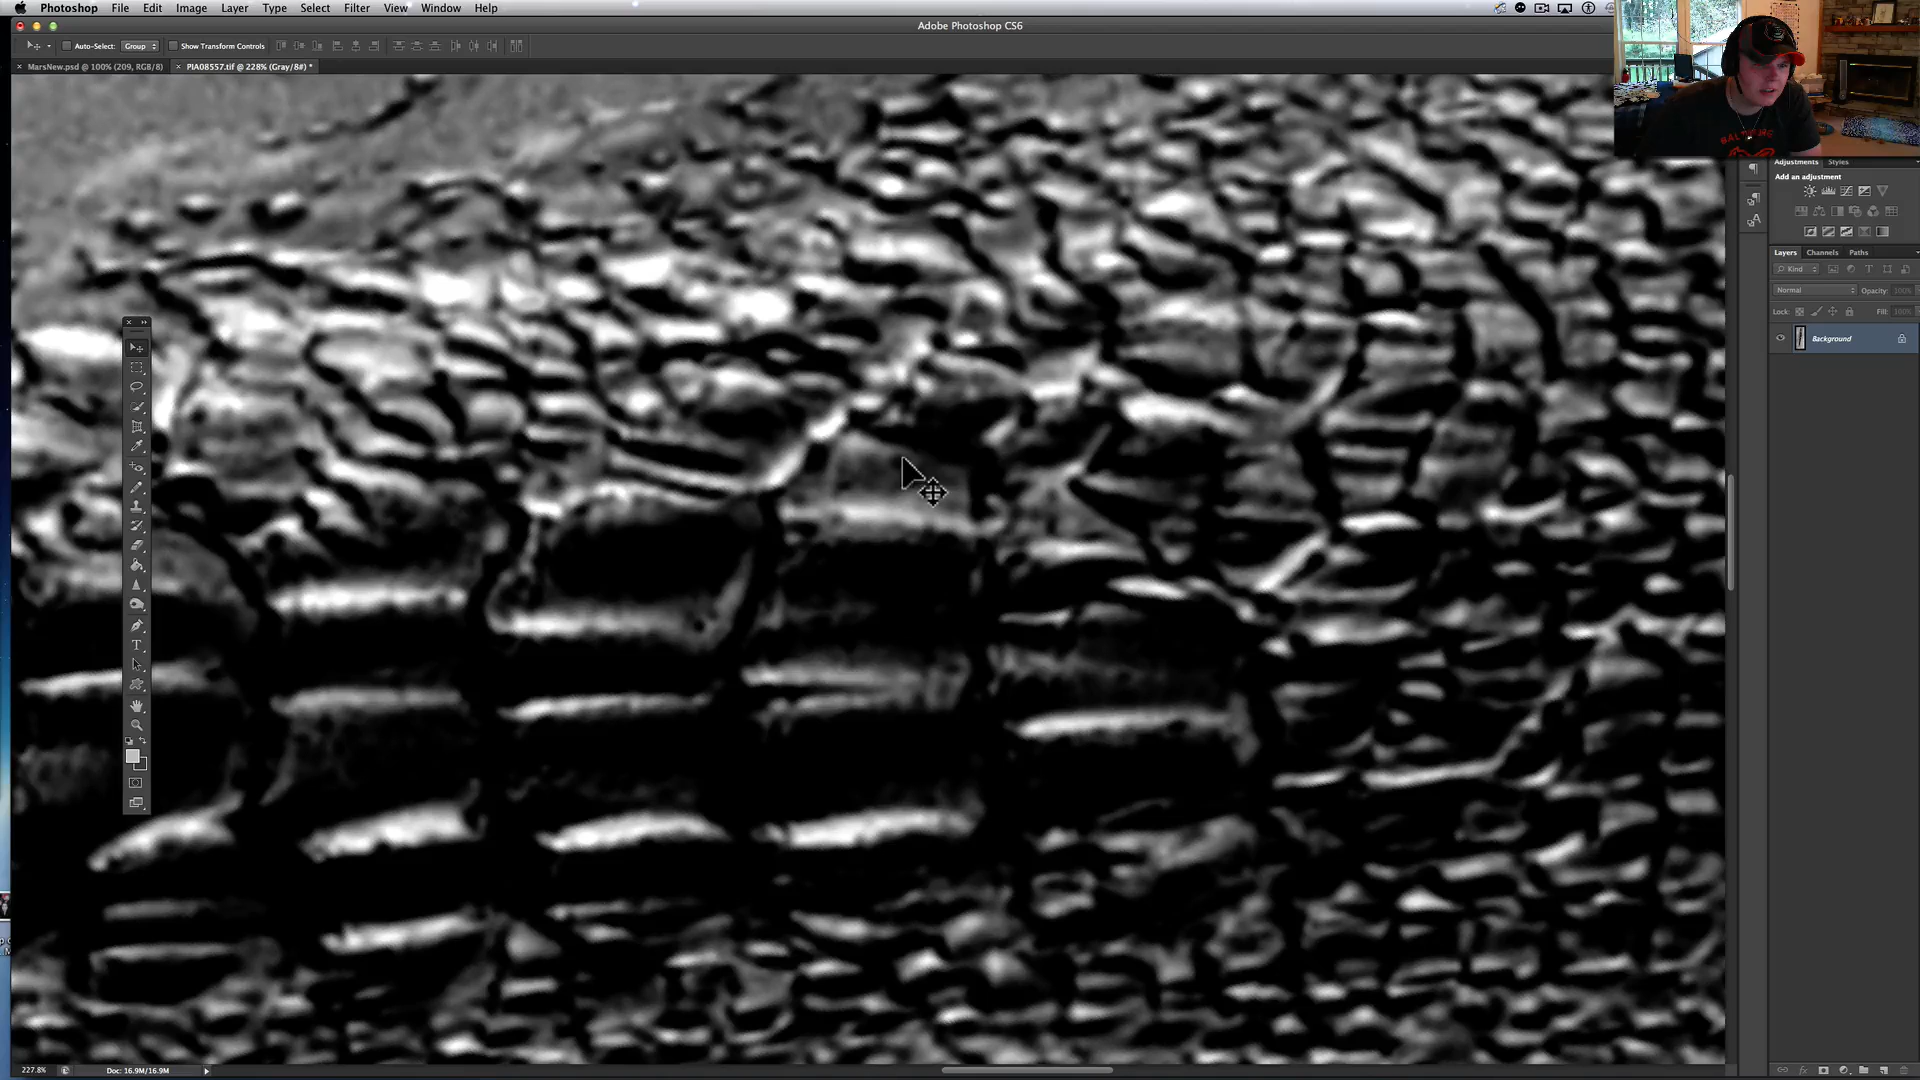 Photoshop File Edit Image Layer Type Select Filter View Window Help
Adobe Photoshop CS6
Auto-Select: Group Show Transform Controls
MarsNew.psd @ 100% (209, RGB/8)
PIA08557.tif @ 228% (Gray/8#) *
Adjustments Styles
Add an adjustment
Layers Channels Paths
Kind
Normal Opacity: 100%
Lock: Fill: 100%
Background
227.8% Doc: 16.9M/16.9M